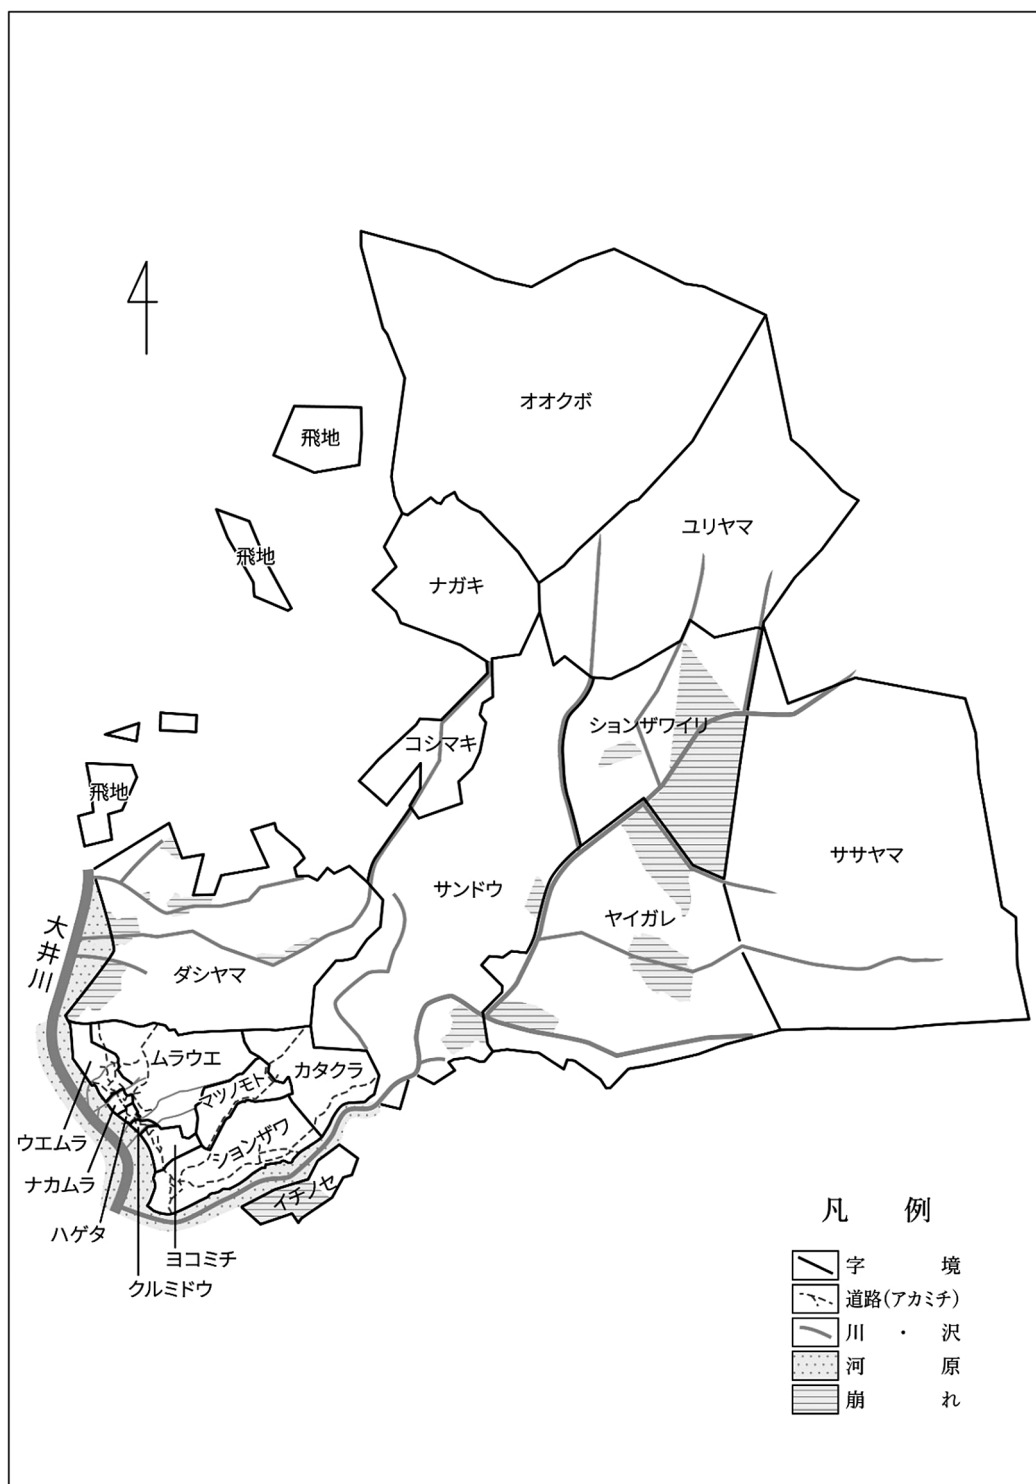 オオクボ
飛地
ユリヤマ
飛地
ナガキ
ションザワイリ
コシマキ
飛地
ササヤマ
サンドウ
ヤイガレ
大井川
ダシヤマ
ムラウエ
カタクラ
マツノモト
ションザワ
ウエムラ
ナカムラ
イチノセ
ハゲタ
ヨコミチ
クルミドウ
凡 例
字 境
道路(アカミチ)
川・沢
河 原
崩 れ